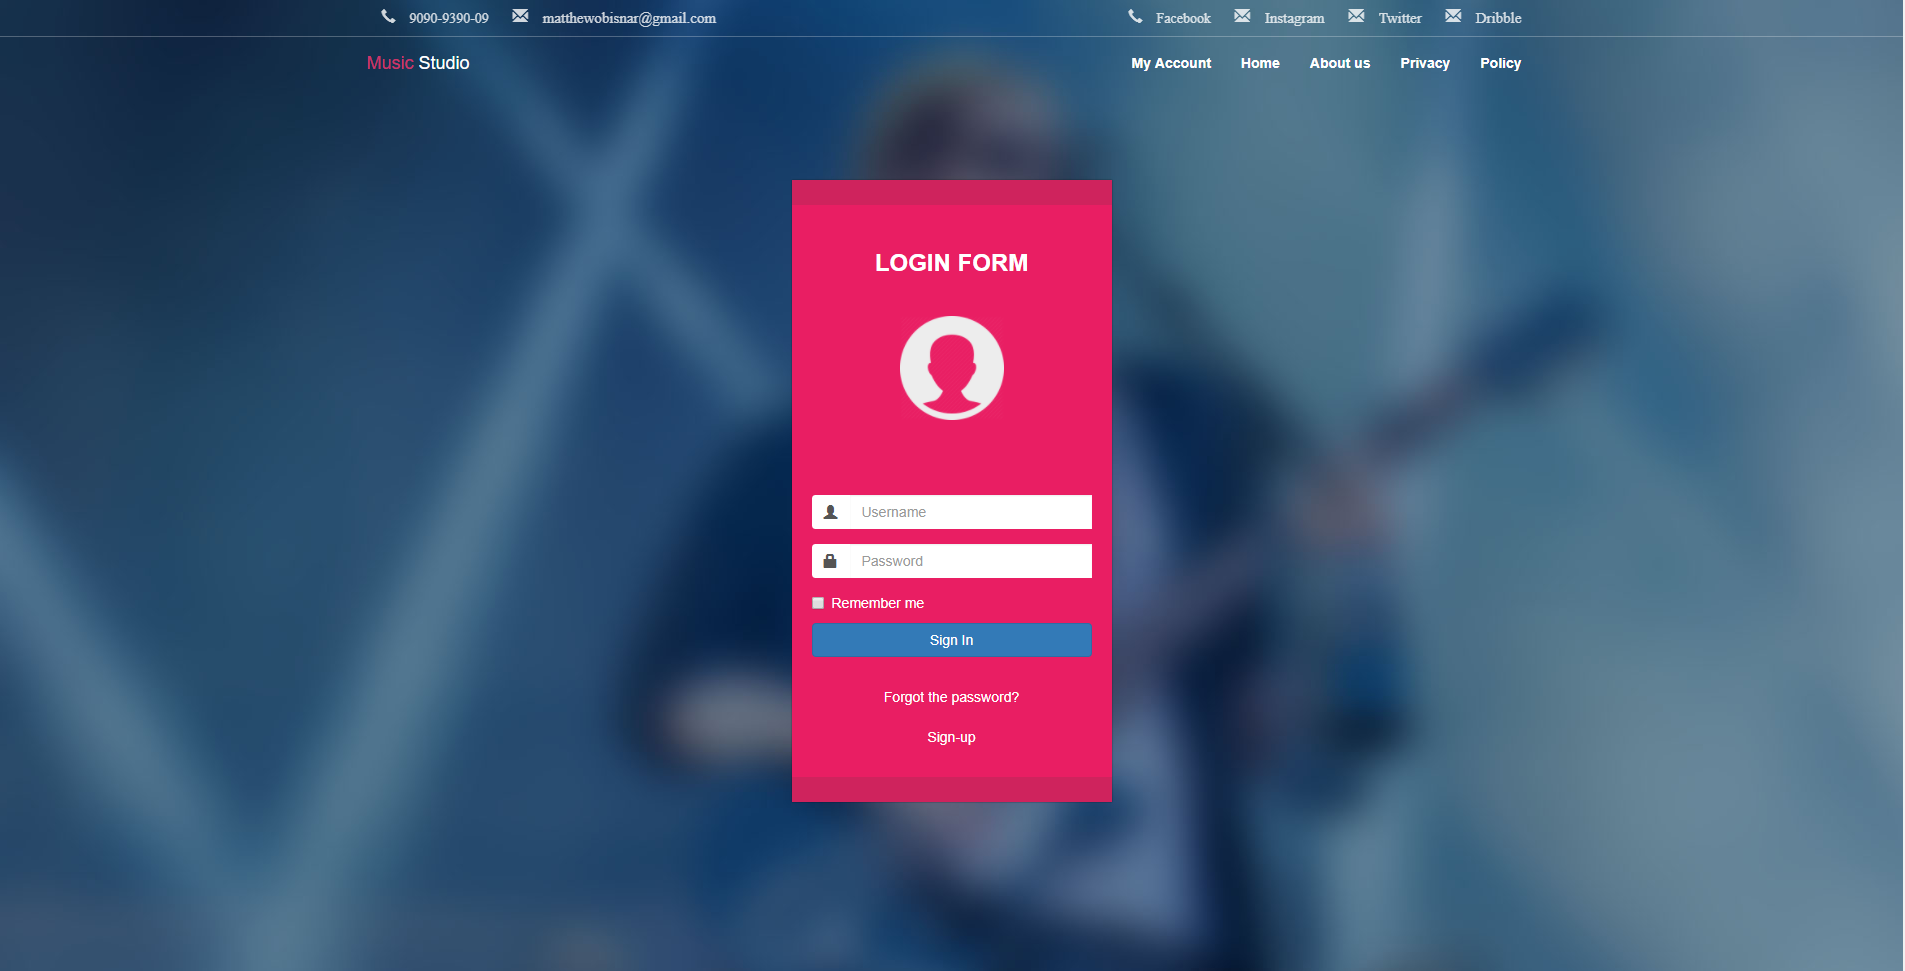 9090-9390-09 matthewobisnar@gmail.com Facebook Instagram Twitter Dribble
Music Studio My Account Home About us Privacy Policy
LOGIN FORM
Username
Password
Remember me
Sign In
Forgot the password?
Sign-up